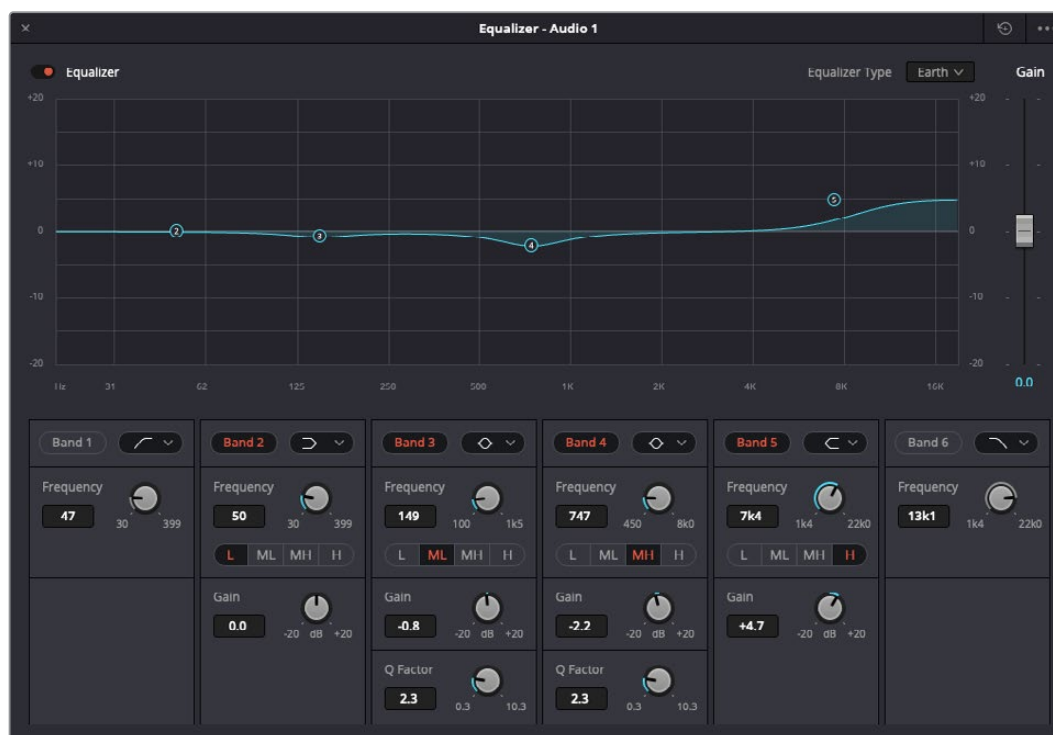 Equalizer - Audio 1
Equalizer
Equalizer Type Earth Gain
+20 +20
+10 +10
2 3 4 5
0 0
-10 -10
-20 -20
Hz 31 62 125 250 500 1K 2K 4K 8K 16K 0.0
Band 1 Band 2 Band 3 Band 4 Band 5 Band 6
Frequency Frequency Frequency Frequency Frequency Frequency
47 30 399 50 30 399 149 100 1k5 747 450 8k0 7k4 1k4 22k0 13k1 1k4 22k0
L ML MH H L ML MH H L ML MH H L ML MH H
Gain Gain Gain Gain
0.0 -20 dB +20 -0.8 -20 dB +20 -2.2 -20 dB +20 +4.7 -20 dB +20
Q Factor Q Factor
2.3 0.3 10.3 2.3 0.3 10.3